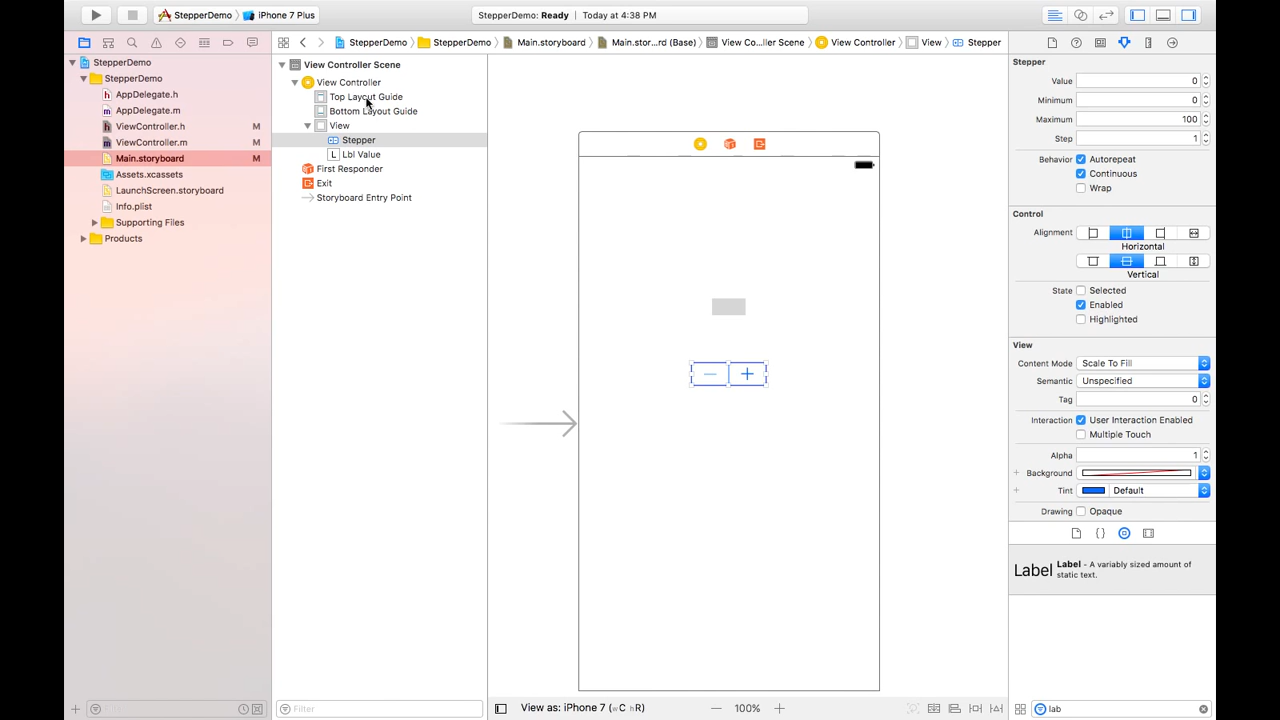 StepperDemo iPhone 7 Plus StepperDemo: Ready Today at 4:38 PM
StepperDemo StepperDemo Main.storyboard Main.stor...rd (Base) View Co...ller Scene View Controller View Stepper
StepperDemo
StepperDemo
h AppDelegate.h
m AppDelegate.m
h ViewController.h M
m ViewController.m M
Main.storyboard M
Assets.xcassets
LaunchScreen.storyboard
Info.plist
Supporting Files
Products
Filter
View Controller Scene
View Controller
Top Layout Guide
Bottom Layout Guide
View
Stepper
L Lbl Value
First Responder
Exit
Storyboard Entry Point
Filter
View as: iPhone 7 (wC hR) — 100% +
Stepper
Value 0
Minimum 0
Maximum 100
Step 1
Behavior Autorepeat
Continuous
Wrap
Control
Alignment
Horizontal
Vertical
State Selected
Enabled
Highlighted
View
Content Mode Scale To Fill
Semantic Unspecified
Tag 0
Interaction User Interaction Enabled
Multiple Touch
Alpha 1
Background
Tint Default
Drawing Opaque
Label Label - A variably sized amount of
static text.
lab